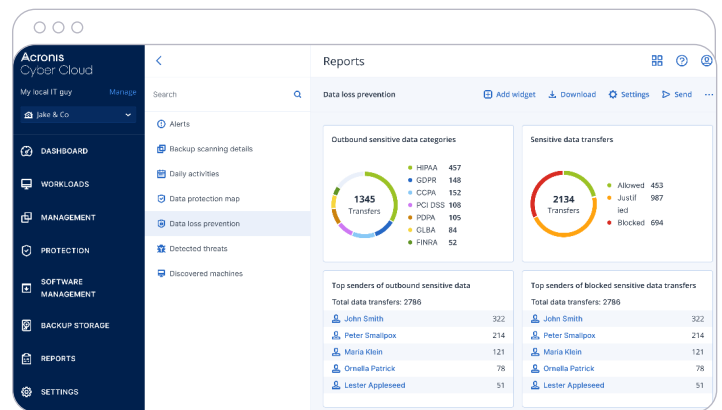 Acronis
Cyber Cloud
My local IT guy Manage
Jake & Co
DASHBOARD
WORKLOADS
MANAGEMENT
PROTECTION
SOFTWARE
MANAGEMENT
BACKUP STORAGE
REPORTS
SETTINGS
Search
Alerts
Backup scanning details
Daily activities
Data protection map
Data loss prevention
Detected threats
Discovered machines
Reports
Data loss prevention Add widget Download Settings Send
Outbound sensitive data categories
1345
Transfers
HIPAA 457
GDPR 148
CCPA 152
PCI DSS 108
PDPA 105
GLBA 84
FINRA 52
Sensitive data transfers
2134
Transfers
Allowed 453
Justif 987
ied
Blocked 694
Top senders of outbound sensitive data
Total data transfers: 2786
John Smith 322
Peter Smallpox 214
Maria Klein 121
Ornella Patrick 78
Lester Appleseed 51
Top senders of blocked sensitive data transfers
Total data transfers: 2786
John Smith 322
Peter Smallpox 214
Maria Klein 121
Ornella Patrick 78
Lester Appleseed 51